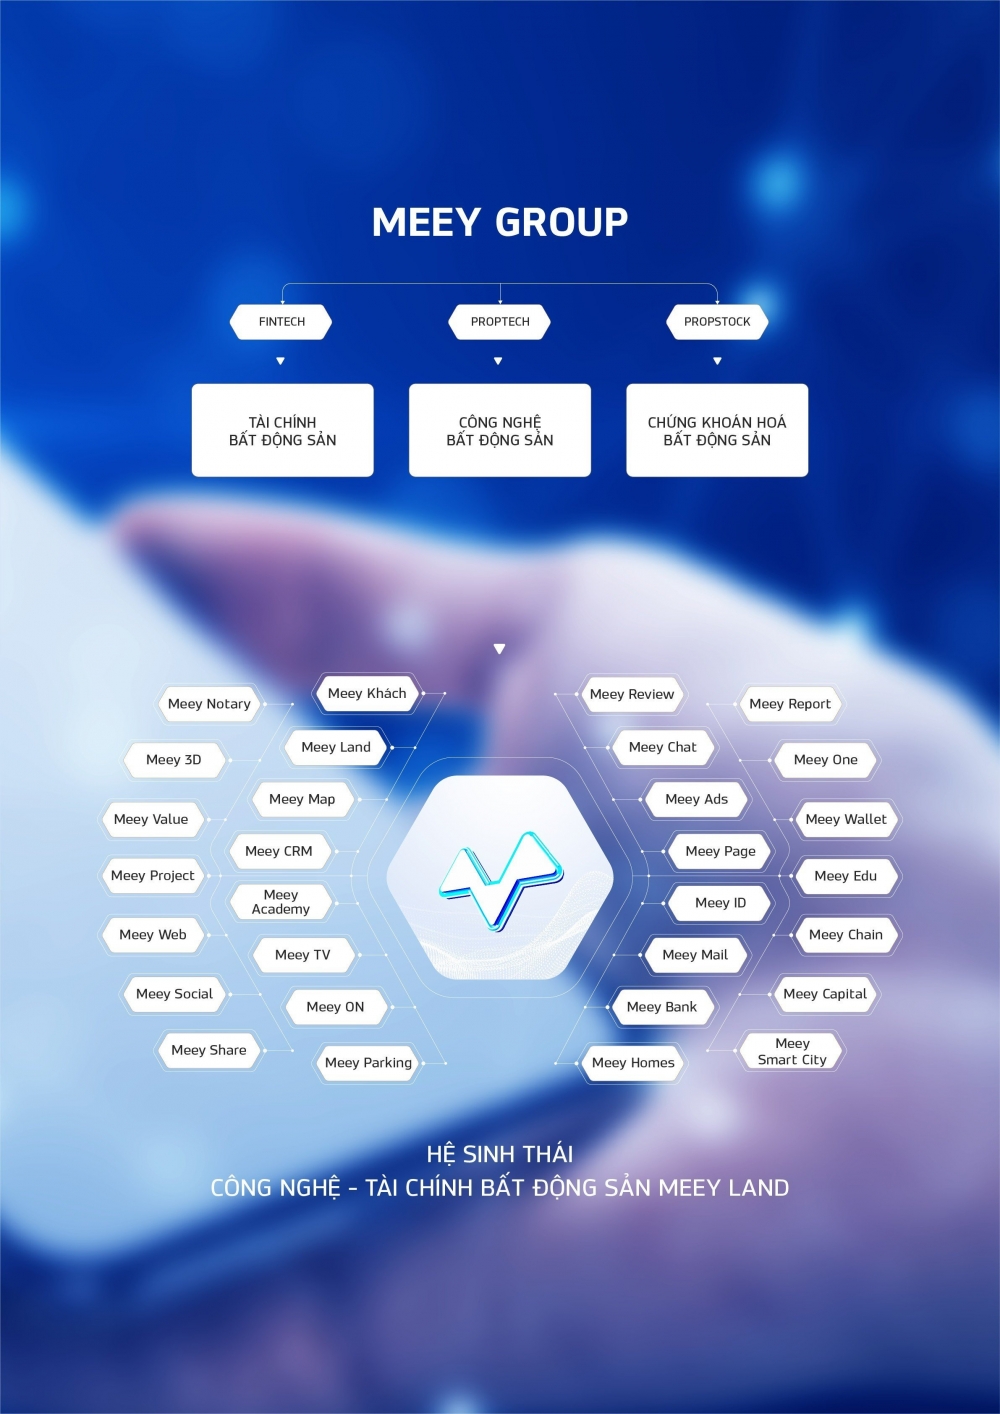 MEEY GROUP
FINTECH
PROPTECH
PROPSTOCK
TÀI CHÍNH
BẤT ĐỘNG SẢN
CÔNG NGHỆ
BẤT ĐỘNG SẢN
CHỨNG KHOÁN HOÁ
BẤT ĐỘNG SẢN
Meey Notary
Meey 3D
Meey Value
Meey Project
Meey Web
Meey Social
Meey Share
Meey Khách
Meey Land
Meey Map
Meey CRM
Meey
Academy
Meey TV
Meey ON
Meey Parking
Meey Review
Meey Chat
Meey Ads
Meey Page
Meey ID
Meey Mail
Meey Bank
Meey Homes
Meey Report
Meey One
Meey Wallet
Meey Edu
Meey Chain
Meey Capital
Meey
Smart City
HỆ SINH THÁI
CÔNG NGHỆ - TÀI CHÍNH BẤT ĐỘNG SẢN MEEY LAND